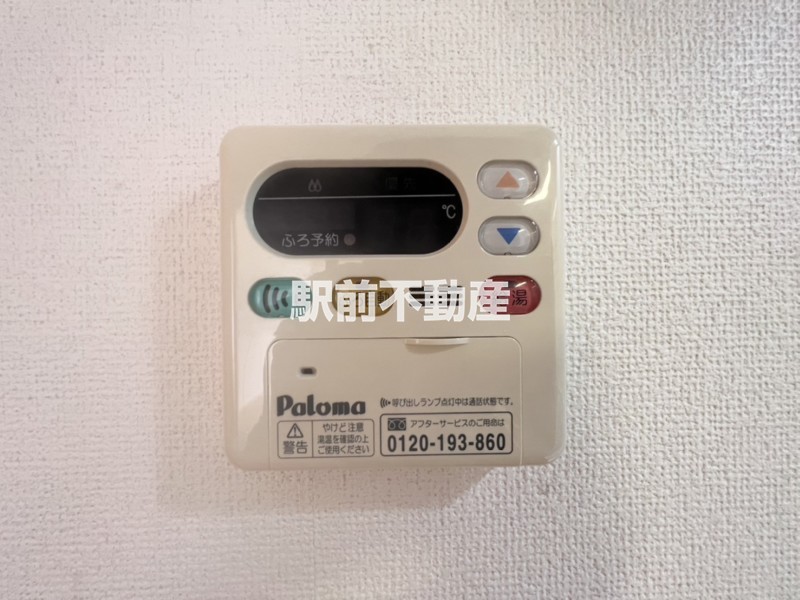 ℃
ふろ予約
駅前不動産
湯
Paloma
呼び出しランプ点灯中は通話状態です。
警告
やけど注意
湯温を確認の上
ご使用ください
アフターサービスのご用命は
0120-193-860